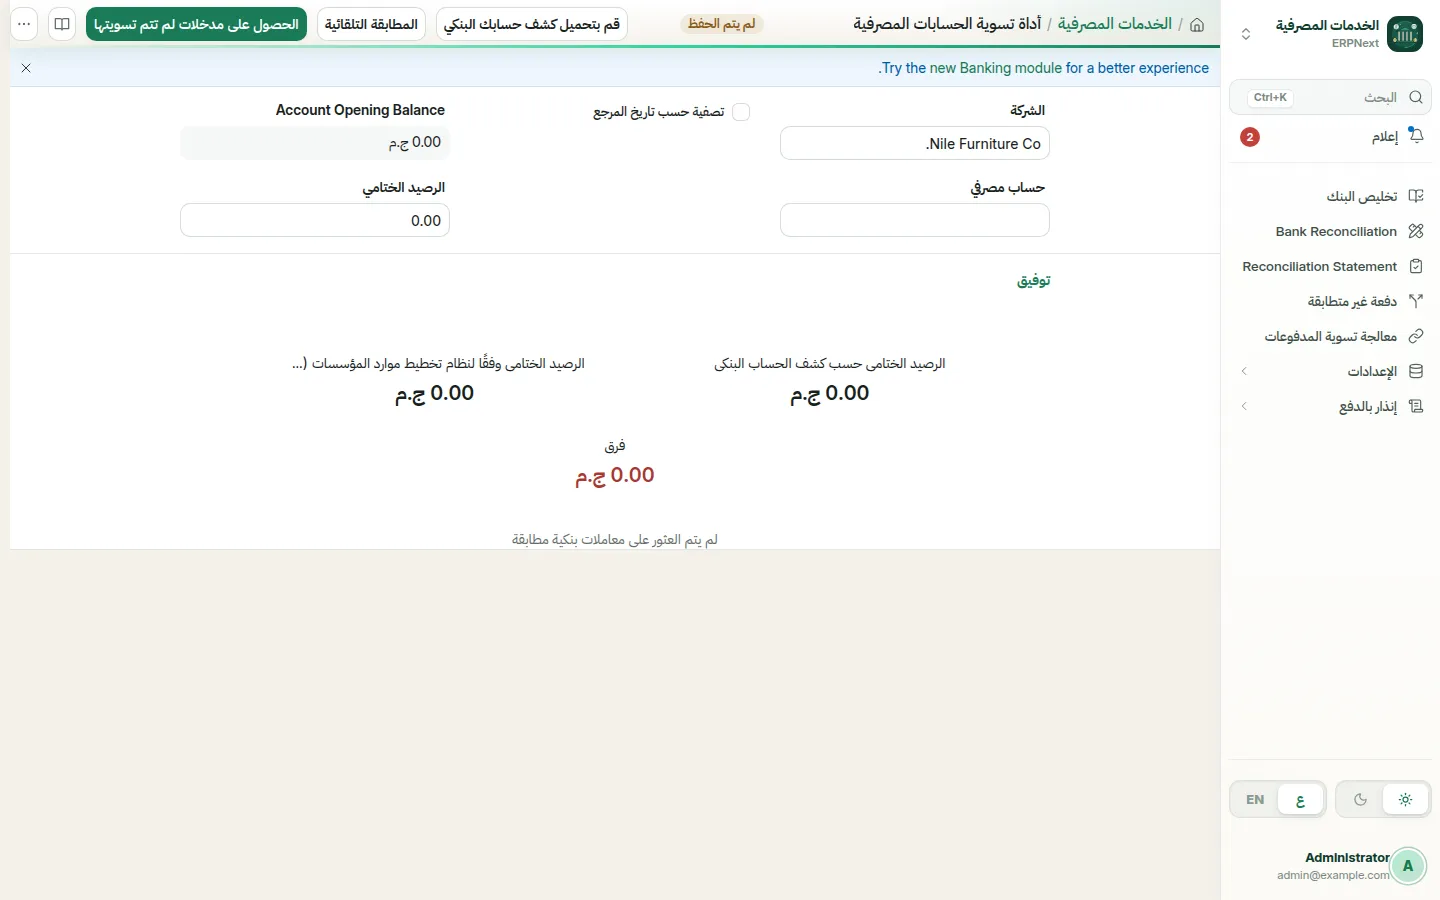 الخدمات المصرفية
ERPNext
البحث
Ctrl+K
إعلام
2
تخليص البنك
Bank Reconciliation
Reconciliation Statement
دفعة غير متطابقة
معالجة تسوية المدفوعات
الإعدادات
إنذار بالدفع
ع
EN
Administrator
admin@example.com
A
الخدمات المصرفية / أداة تسوية الحسابات المصرفية
لم يتم الحفظ
قم بتحميل كشف حسابك البنكي
المطابقة التلقائية
الحصول على مدخلات لم تتم تسويتها
Try the new Banking module for a better experience.
الشركة
Nile Furniture Co.
تصفية حسب تاريخ المرجع
Account Opening Balance
0.00 ج.م
حساب مصرفي
الرصيد الختامي
0.00
توفيق
الرصيد الختامي حسب كشف الحساب البنكي
0.00 ج.م
الرصيد الختامي وفقًا لنظام تخطيط موارد المؤسسات (...
0.00 ج.م
فرق
0.00 ج.م
لم يتم العثور على معاملات بنكية مطابقة